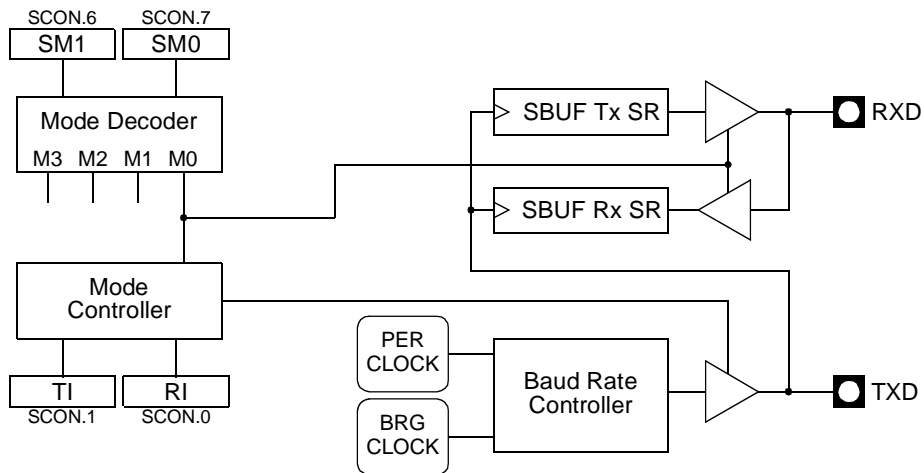 SCON.6 SCON.7
SM1 SM0
Mode Decoder
M3 M2 M1 M0
SBUF Tx SR
RXD
SBUF Rx SR
Mode
Controller
TI RI
SCON.1 SCON.0
PER
CLOCK
BRG
CLOCK
Baud Rate
Controller
TXD